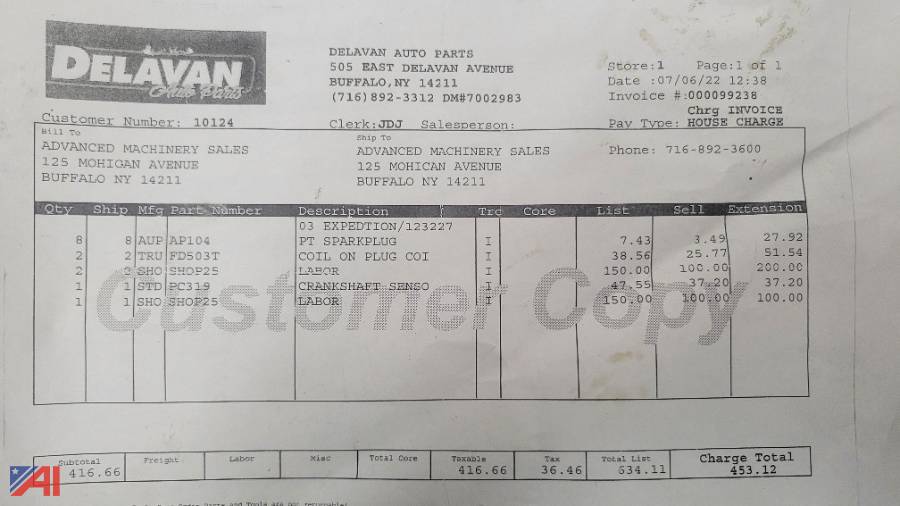 DELAVAN
Auto Parts
DELAVAN AUTO PARTS
505 EAST DELAVAN AVENUE
BUFFALO,NY 14211
(716)892-3312 DM#7002983
Store:1 Page:1 of 1
Date :07/06/22 12:38
Invoice #:000099238
Chrg INVOICE
Customer Number: 10124 Clerk:JDJ Salesperson: Pay Type: HOUSE CHARGE
Bill To
ADVANCED MACHINERY SALES
125 MOHIGAN AVENUE
BUFFALO NY 14211
Ship To
ADVANCED MACHINERY SALES
125 MOHICAN AVENUE
BUFFALO NY 14211
Phone: 716-892-3600
Qty Ship Mfg Part Number Description Trc Core List Sell Extension
03 EXPEDTION/123227
8 8 AUP AP104 PT SPARKPLUG I 7.43 3.49 27.92
2 2 TRU FD503T COIL ON PLUG COI I 38.56 25.77 51.54
2 2 SHO SHOP25 LABOR I 150.00 100.00 200.00
1 1 STD PC319 CRANKSHAFT SENSO I 47.55 37.20 37.20
1 1 SHO SHOP25 LABOR I 150.00 100.00 100.00
Customer Copy
Subtotal Freight Labor Misc Total Core Taxable Tax Total List Charge Total
416.66 416.66 36.46 634.11 453.12
AI